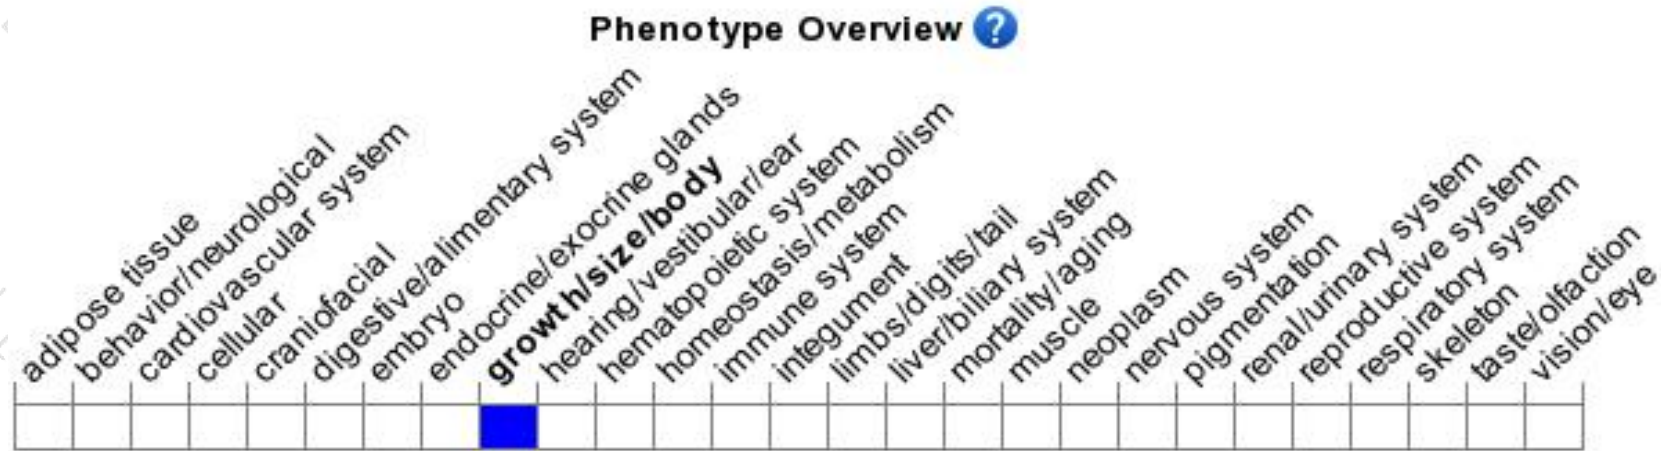 Phenotype Overview ?
adipose tissue
behavior/neurological
cardiovascular system
cellular
craniofacial
digestive/alimentary system
embryo
endocrine/exocrine glands
growth/size/body
hearing/vestibular/ear
hematopoietic system
homeostasis/metabolism
immune system
integument
limbs/digits/tail
liver/biliary system
mortality/aging
muscle
neoplasm
nervous system
pigmentation
renal/urinary system
reproductive system
respiratory system
skeleton
taste/olfaction
vision/eye